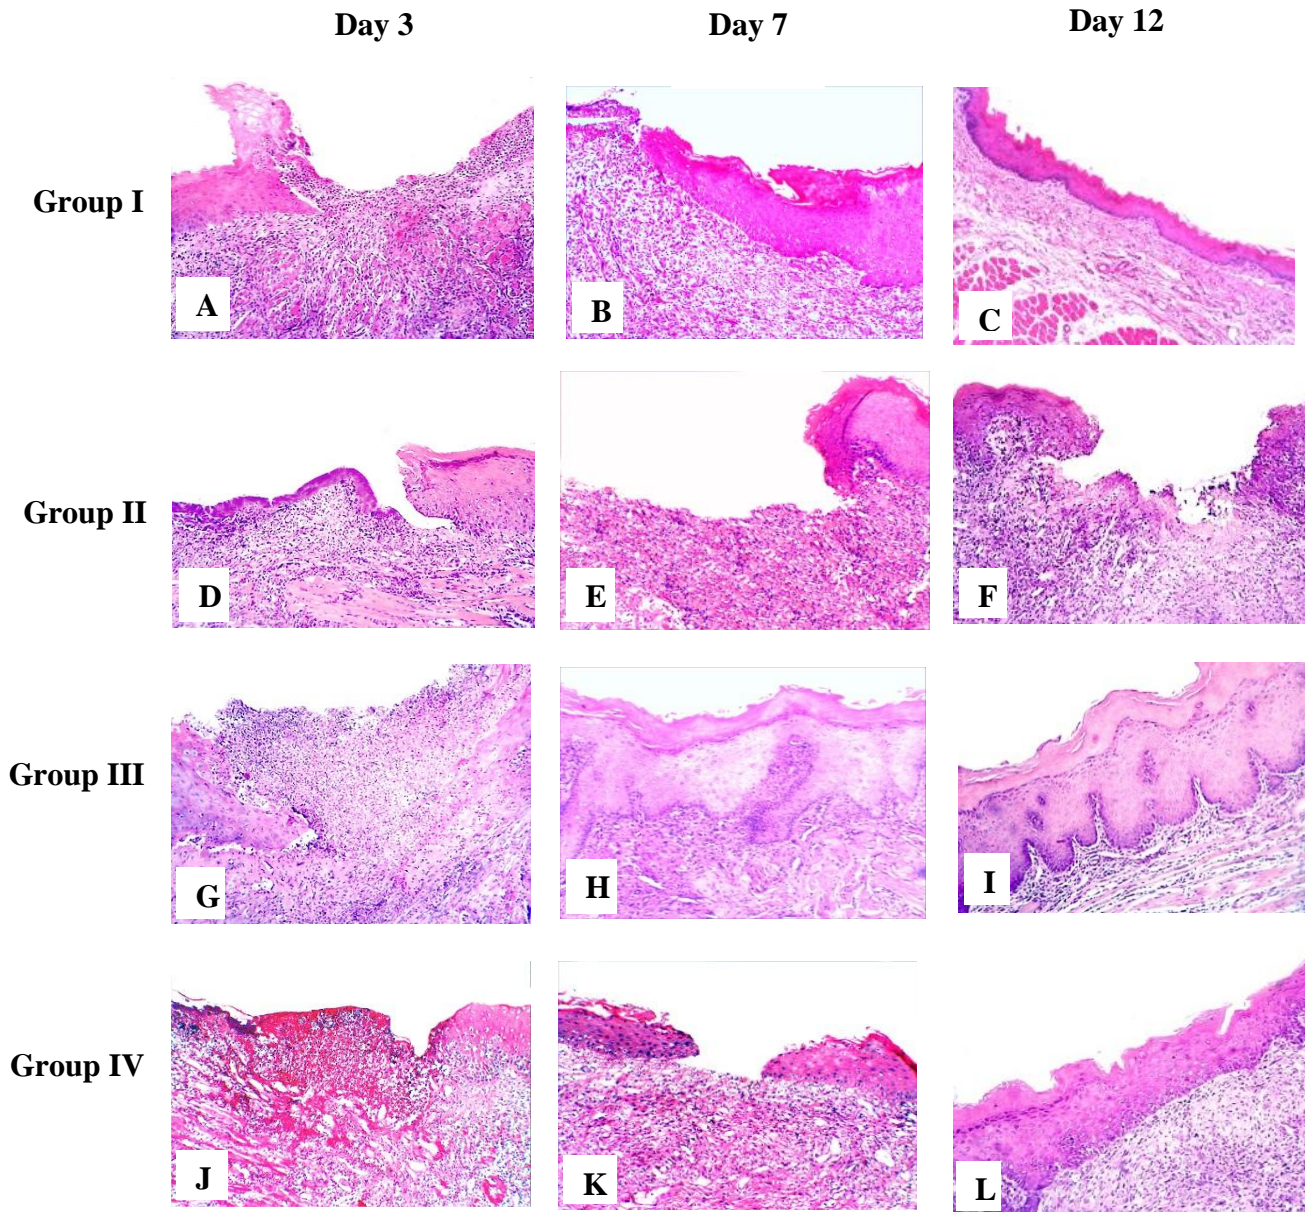 Day 3 Day 7 Day 12
Group I
A B C
Group II
D E F
Group III
G H I
Group IV
J K L